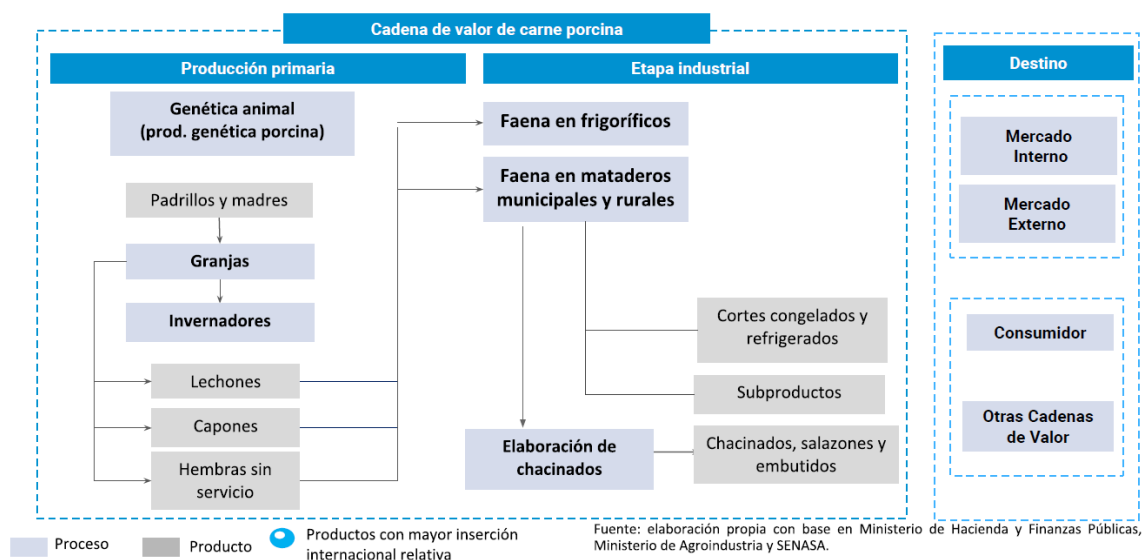 Cadena de valor de carne porcina
Producción primaria
Genética animal
(prod. genética porcina)
Padrillos y madres
Granjas
Invernadores
Lechones
Capones
Hembras sin
servicio
Etapa industrial
Faena en frigoríficos
Faena en mataderos
municipales y rurales
Cortes congelados y
refrigerados
Subproductos
Elaboración de
chacinados
Chacinados, salazones y
embutidos
Destino
Mercado
Interno
Mercado
Externo
Consumidor
Otras Cadenas
de Valor
Proceso
Producto
Productos con mayor inserción
internacional relativa
Fuente: elaboración propia con base en Ministerio de Hacienda y Finanzas Públicas,
Ministerio de Agroindustria y SENASA.